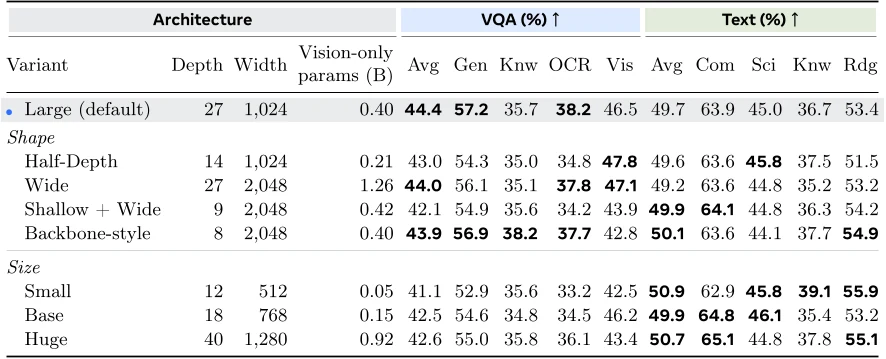 Architecture VQA (%) ↑ Text (%) ↑
Variant Depth Width Vision-only params (B) Avg Gen Knw OCR Vis Avg Com Sci Knw Rdg
• Large (default) 27 1,024 0.40 44.4 57.2 35.7 38.2 46.5 49.7 63.9 45.0 36.7 53.4
Shape
Half-Depth 14 1,024 0.21 43.0 54.3 35.0 34.8 47.8 49.6 63.6 45.8 37.5 51.5
Wide 27 2,048 1.26 44.0 56.1 35.1 37.8 47.1 49.2 63.6 44.8 35.2 53.2
Shallow + Wide 9 2,048 0.42 42.1 54.9 35.6 34.2 43.9 49.9 64.1 44.8 36.3 54.2
Backbone-style 8 2,048 0.40 43.9 56.9 38.2 37.7 42.8 50.1 63.6 44.1 37.7 54.9
Size
Small 12 512 0.05 41.1 52.9 35.6 33.2 42.5 50.9 62.9 45.8 39.1 55.9
Base 18 768 0.15 42.5 54.6 34.8 34.5 46.2 49.9 64.8 46.1 35.4 53.2
Huge 40 1,280 0.92 42.6 55.0 35.8 36.1 43.4 50.7 65.1 44.8 37.8 55.1